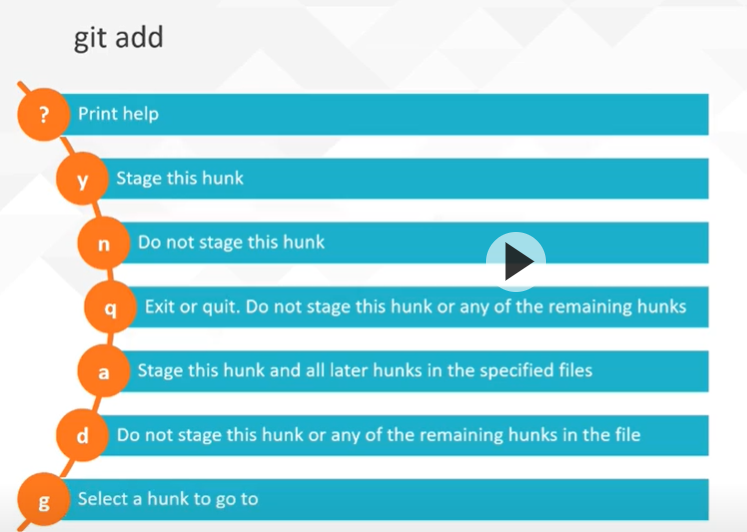 git add
? Print help
y Stage this hunk
n Do not stage this hunk
q Exit or quit. Do not stage this hunk or any of the remaining hunks
a Stage this hunk and all later hunks in the specified files
d Do not stage this hunk or any of the remaining hunks in the file
g Select a hunk to go to